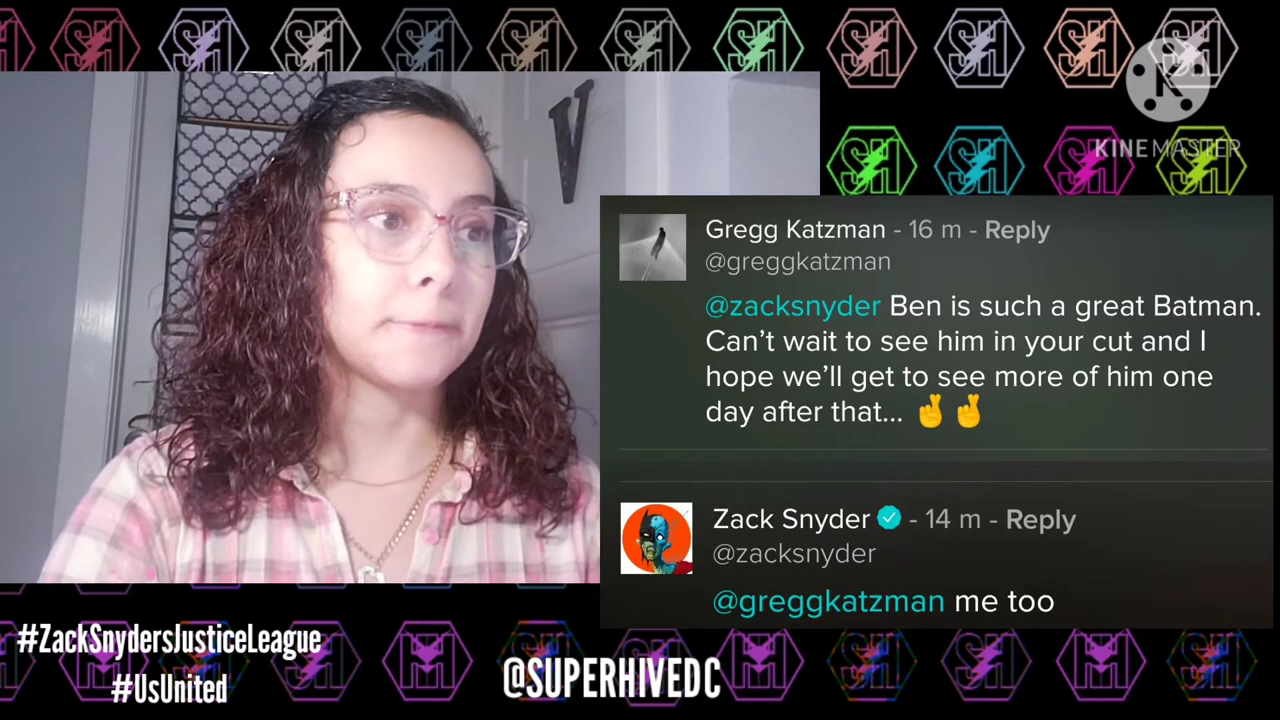 KINEMASTER
Gregg Katzman - 16 m - Reply
@greggkatzman
@zacksnyder Ben is such a great Batman.
Can’t wait to see him in your cut and I
hope we’ll get to see more of him one
day after that... 🤞🤞
Zack Snyder - 14 m - Reply
@zacksnyder
@greggkatzman me too
#ZackSnydersJusticeLeague
#UsUnited
@SUPERHIVEDC